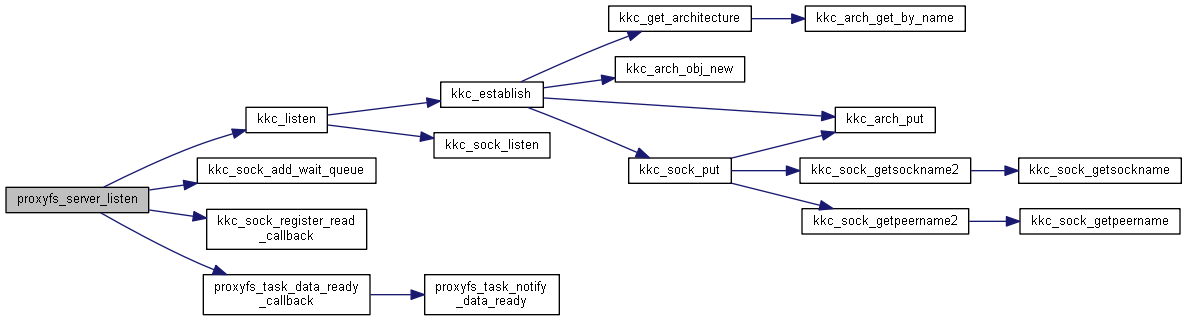 kkc_get_architecture
kkc_arch_get_by_name
kkc_arch_obj_new
kkc_establish
kkc_listen
kkc_arch_put
kkc_sock_listen
kkc_sock_add_wait_queue
kkc_sock_put
kkc_sock_getsockname2
kkc_sock_getsockname
proxyfs_server_listen
kkc_sock_register_read
_callback
kkc_sock_getpeername2
kkc_sock_getpeername
proxyfs_task_data_ready
_callback
proxyfs_task_notify
_data_ready